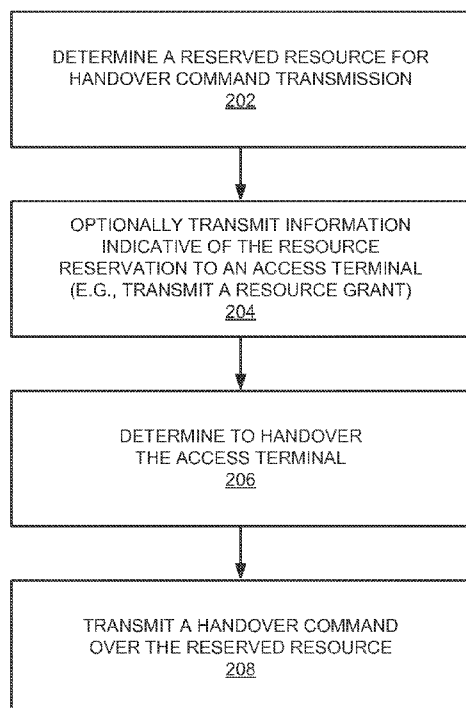 DETERMINE A RESERVED RESOURCE FOR
HANDOVER COMMAND TRANSMISSION
202
OPTIONALLY TRANSMIT INFORMATION
INDICATIVE OF THE RESOURCE
RESERVATION TO AN ACCESS TERMINAL
(E.G., TRANSMIT A RESOURCE GRANT)
204
DETERMINE TO HANDOVER
THE ACCESS TERMINAL
206
TRANSMIT A HANDOVER COMMAND
OVER THE RESERVED RESOURCE
208